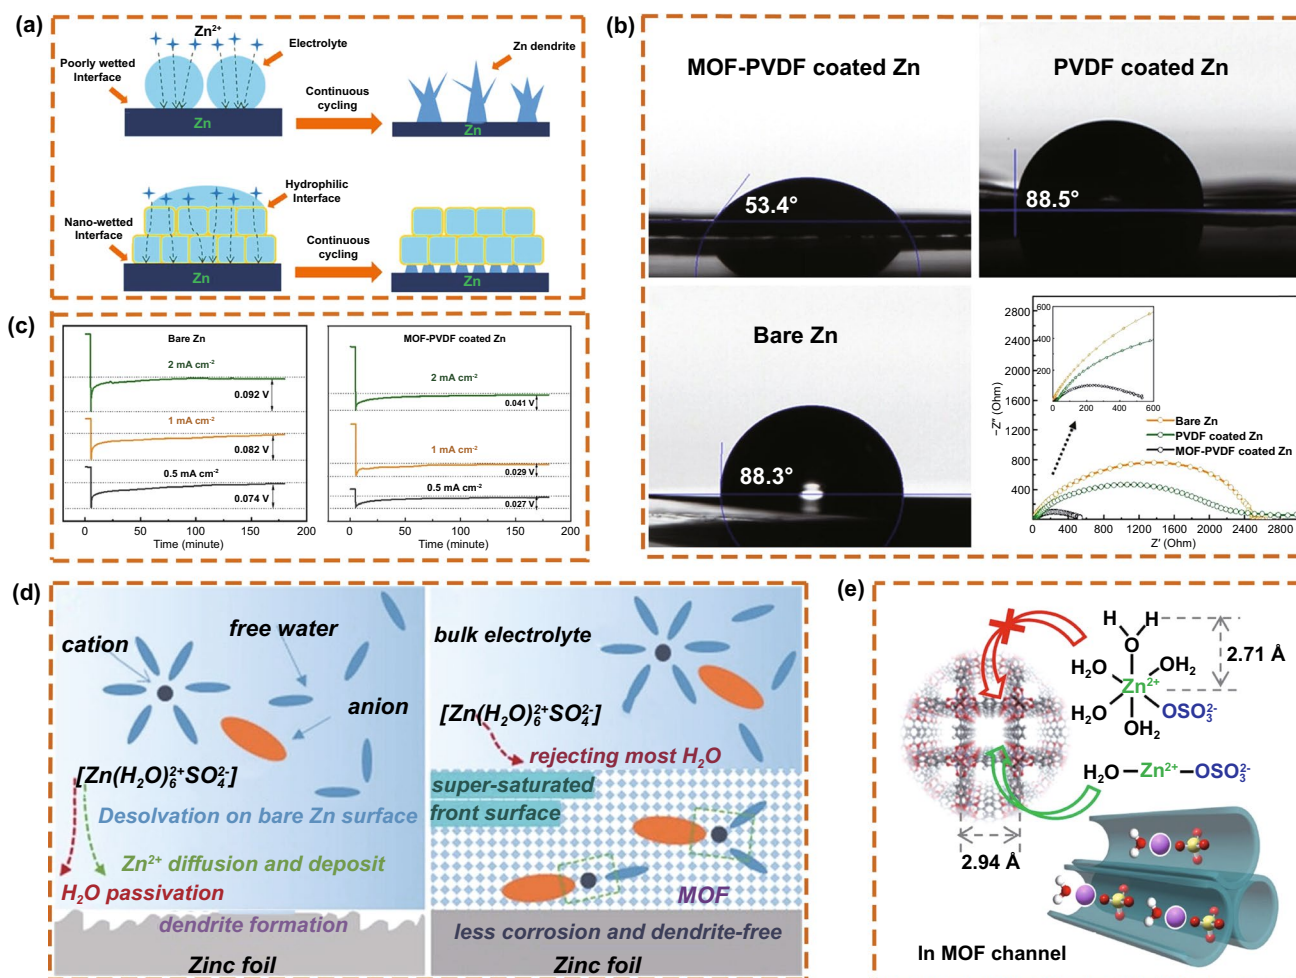 (a)
Zn²⁺
Electrolyte
Poorly wetted
Interface
Zn
Continuous
cycling
Zn dendrite
Zn
Hydrophilic
Interface
Nano-wetted
Interface
Zn
Continuous
cycling
Zn
(b)
MOF-PVDF coated Zn
53.4°
PVDF coated Zn
88.5°
Bare Zn
88.3°
−Z″ (Ohm)
2800
2400
2000
1600
1200
800
400
600
400
200
0
0 200 400 600
Bare Zn
PVDF coated Zn
MOF-PVDF coated Zn
0 400 800 1200 1600 2000 2400 2800
Z′ (Ohm)
(c)
Bare Zn
2 mA cm⁻²
0.092 V
1 mA cm⁻²
0.082 V
0.5 mA cm⁻²
0.074 V
0 50 100 150 200
Time (minute)
MOF-PVDF coated Zn
2 mA cm⁻²
0.041 V
1 mA cm⁻²
0.029 V
0.5 mA cm⁻²
0.027 V
0 50 100 150 200
Time (minute)
(d)
cation
free water
anion
[Zn(H₂O)₆²⁺SO₄²⁻]
Desolvation on bare Zn surface
Zn²⁺ diffusion and deposit
H₂O passivation
dendrite formation
Zinc foil
bulk electrolyte
[Zn(H₂O)₆²⁺SO₄²⁻]
rejecting most H₂O
super-saturated
front surface
MOF
less corrosion and dendrite-free
Zinc foil
(e)
H H
O
H₂O OH₂
Zn²⁺
H₂O OSO₃²⁻
OH₂
2.71 Å
H₂O—Zn²⁺—OSO₃²⁻
2.94 Å
In MOF channel